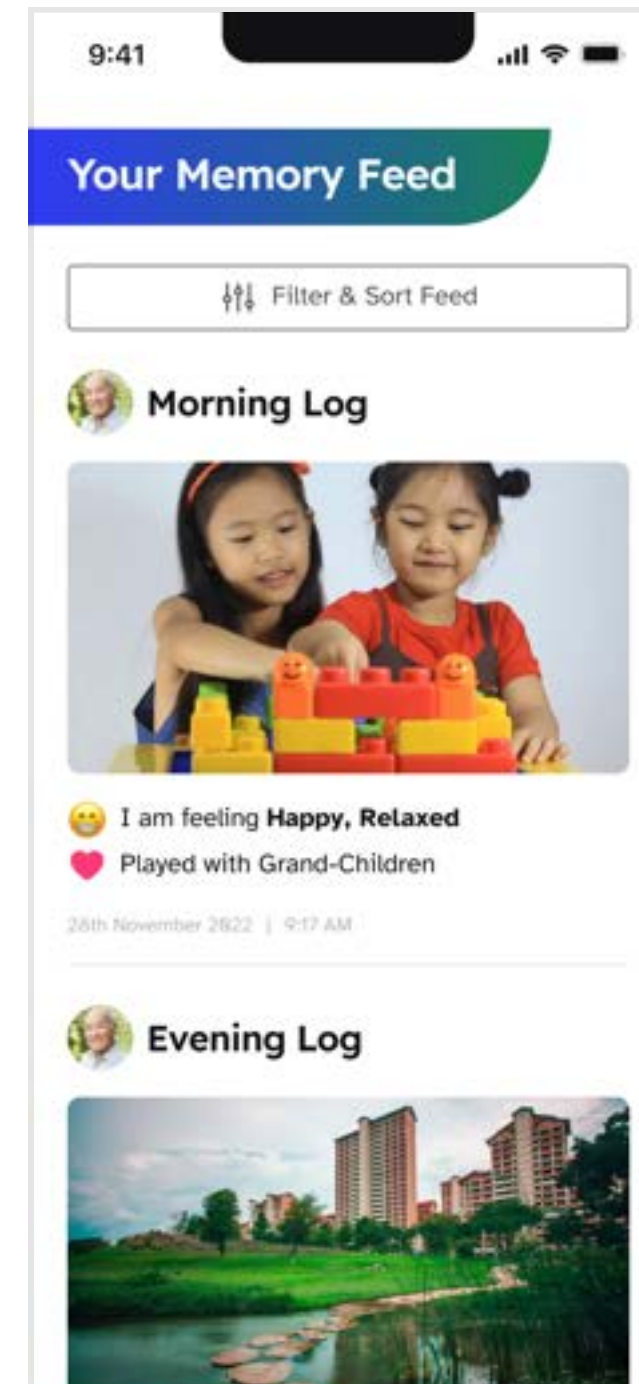 9:41
Your Memory Feed
Filter & Sort Feed
Morning Log
I am feeling Happy, Relaxed
Played with Grand-Children
November 2022 | 9:17 AM
Evening Log